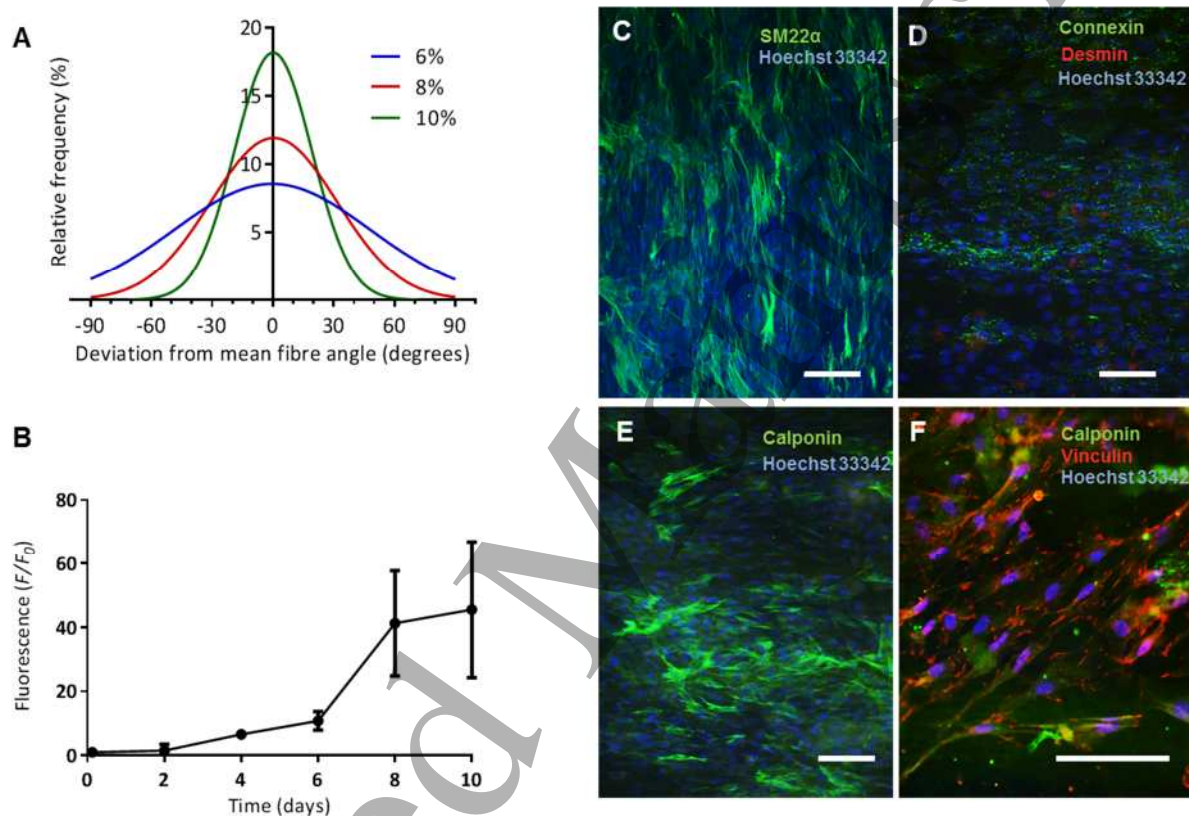 A
20
15
10
5
Relative frequency (%)
6%
8%
10%
-90 -60 -30 0 30 60 90
Deviation from mean fibre angle (degrees)
B
80
60
40
20
0
Fluorescence (F/F0)
0 2 4 6 8 10
Time (days)
C
SM22α
Hoechst 33342
D
Connexin
Desmin
Hoechst 33342
E
Calponin
Hoechst 33342
F
Calponin
Vinculin
Hoechst 33342